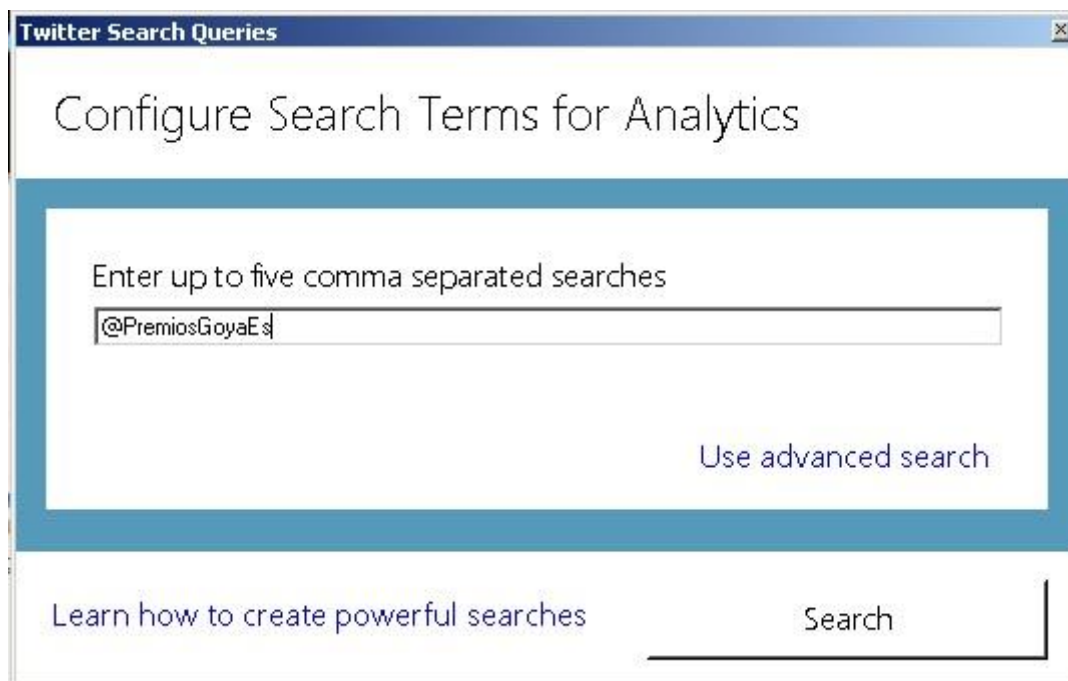 Twitter Search Queries
Configure Search Terms for Analytics
Enter up to five comma separated searches
@PremiosGoyaEs
Use advanced search
Learn how to create powerful searches
Search